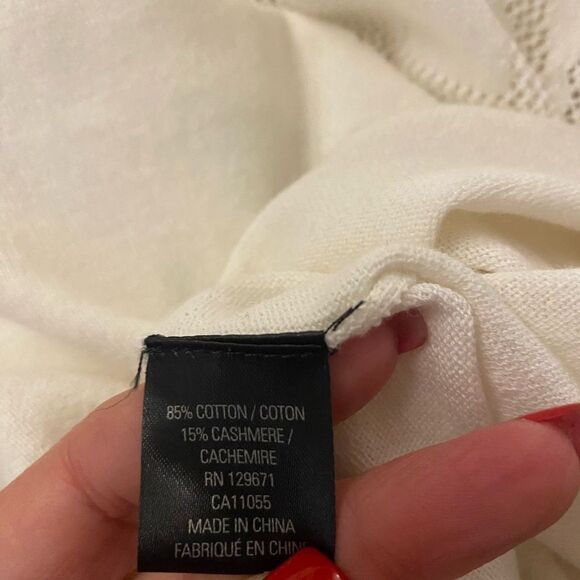 85% COTTON / COTON
15% CASHMERE /
CACHEMIRE
RN 129671
CA11055
MADE IN CHINA
FABRIQUÉ EN CHINE